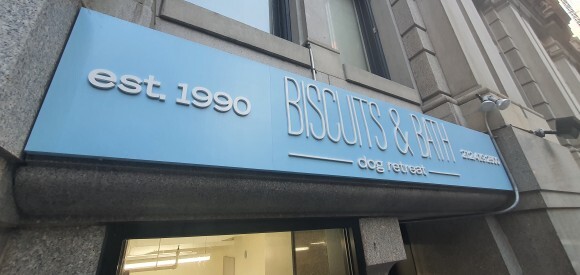 est. 1990
BISCUITS & BATH
dog retreat